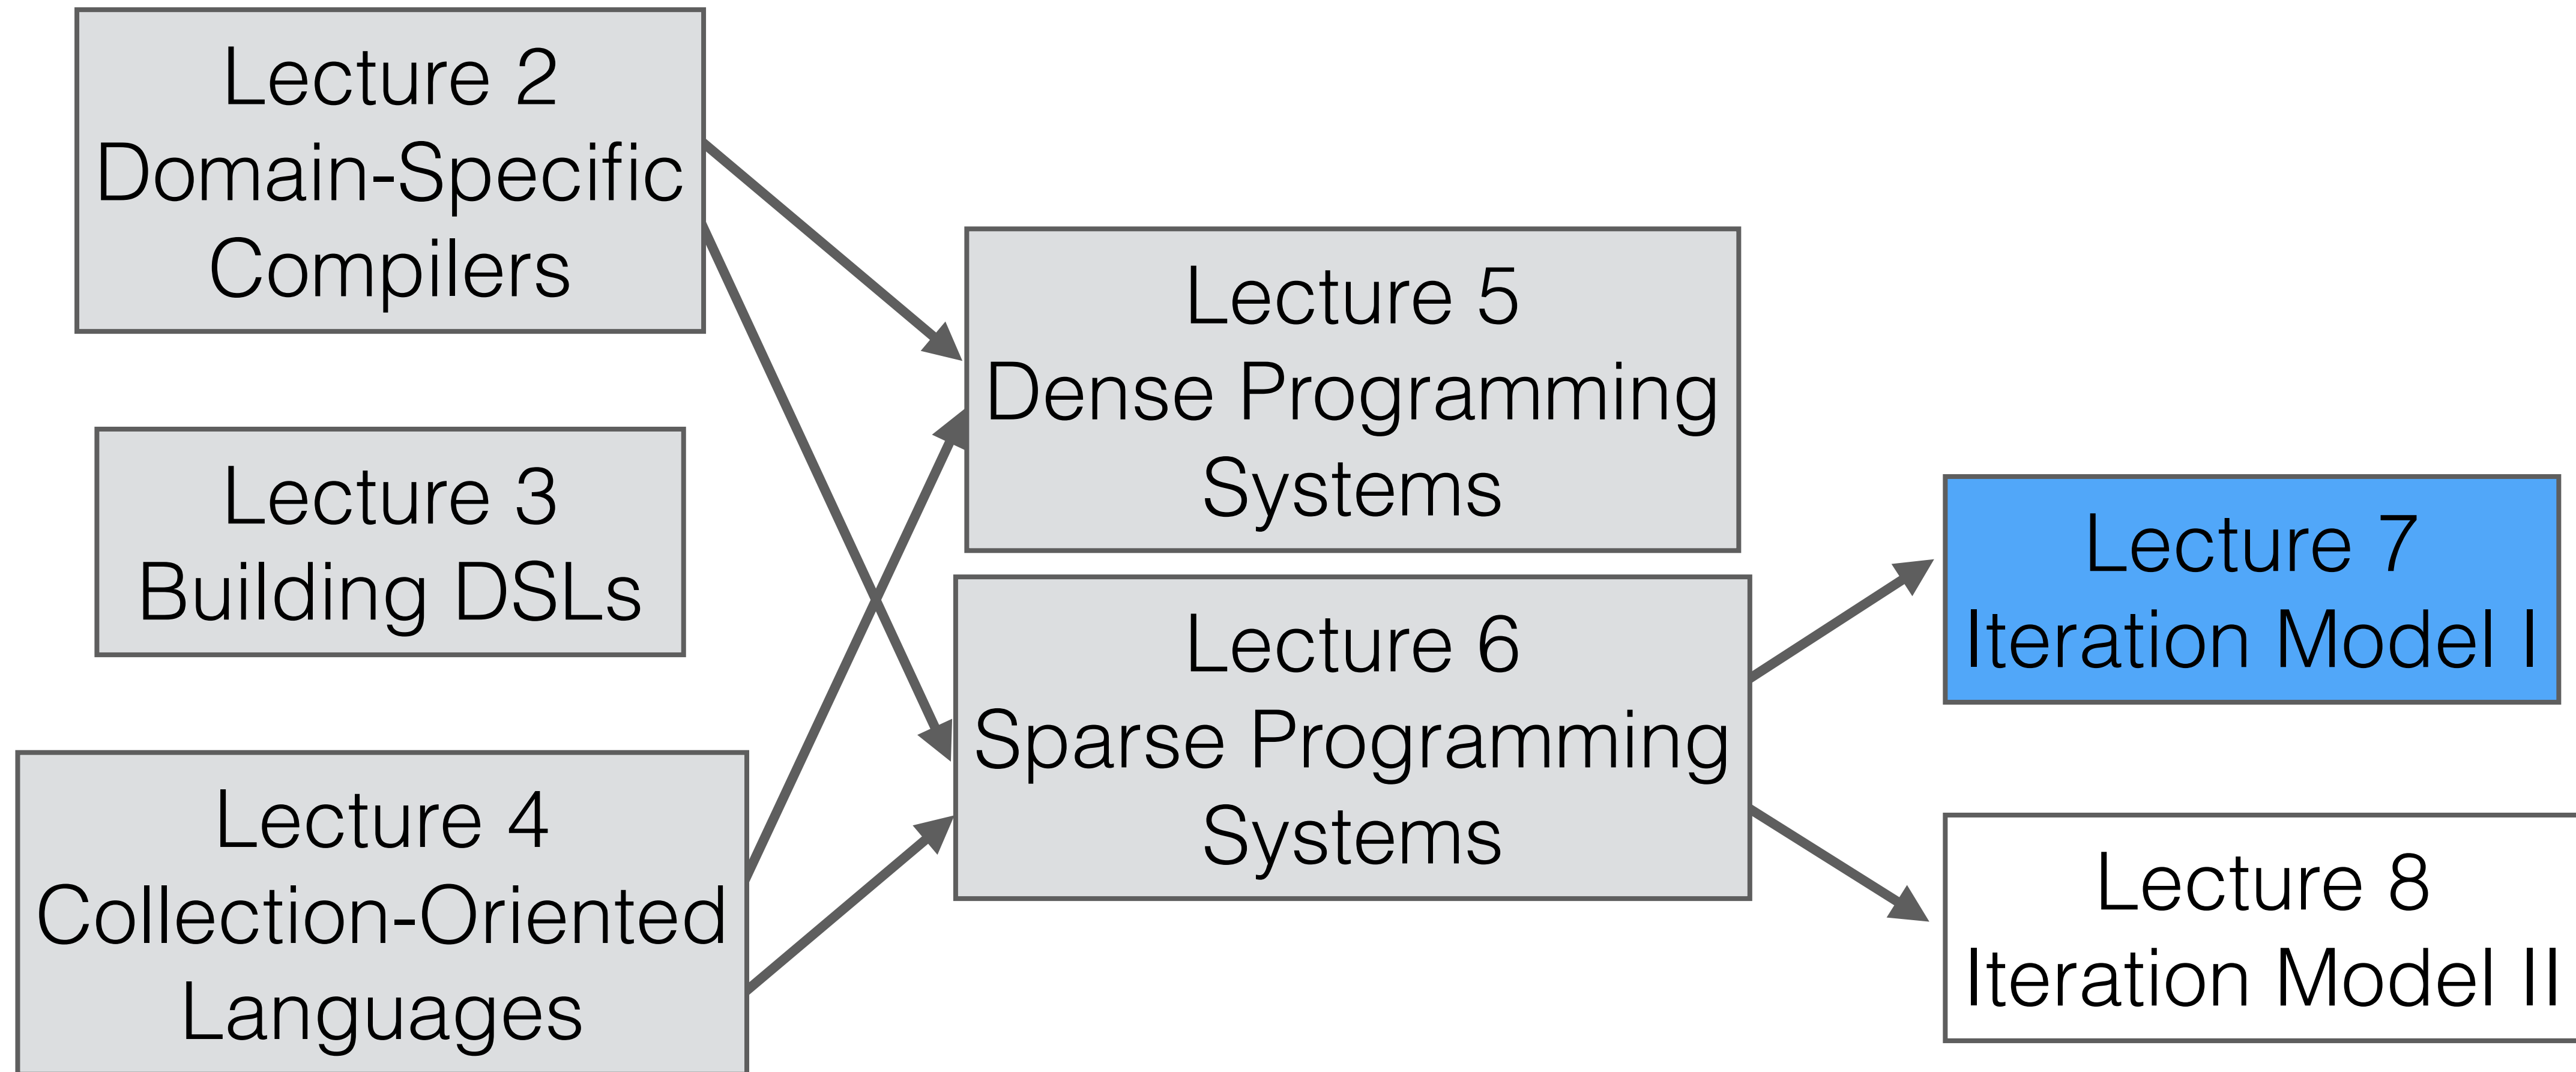 Lecture 2
Domain-Specific
Compilers
Lecture 3
Building DSLs
Lecture 4
Collection-Oriented
Languages
Lecture 5
Dense Programming
Systems
Lecture 6
Sparse Programming
Systems
Lecture 7
Iteration Model I
Lecture 8
Iteration Model II